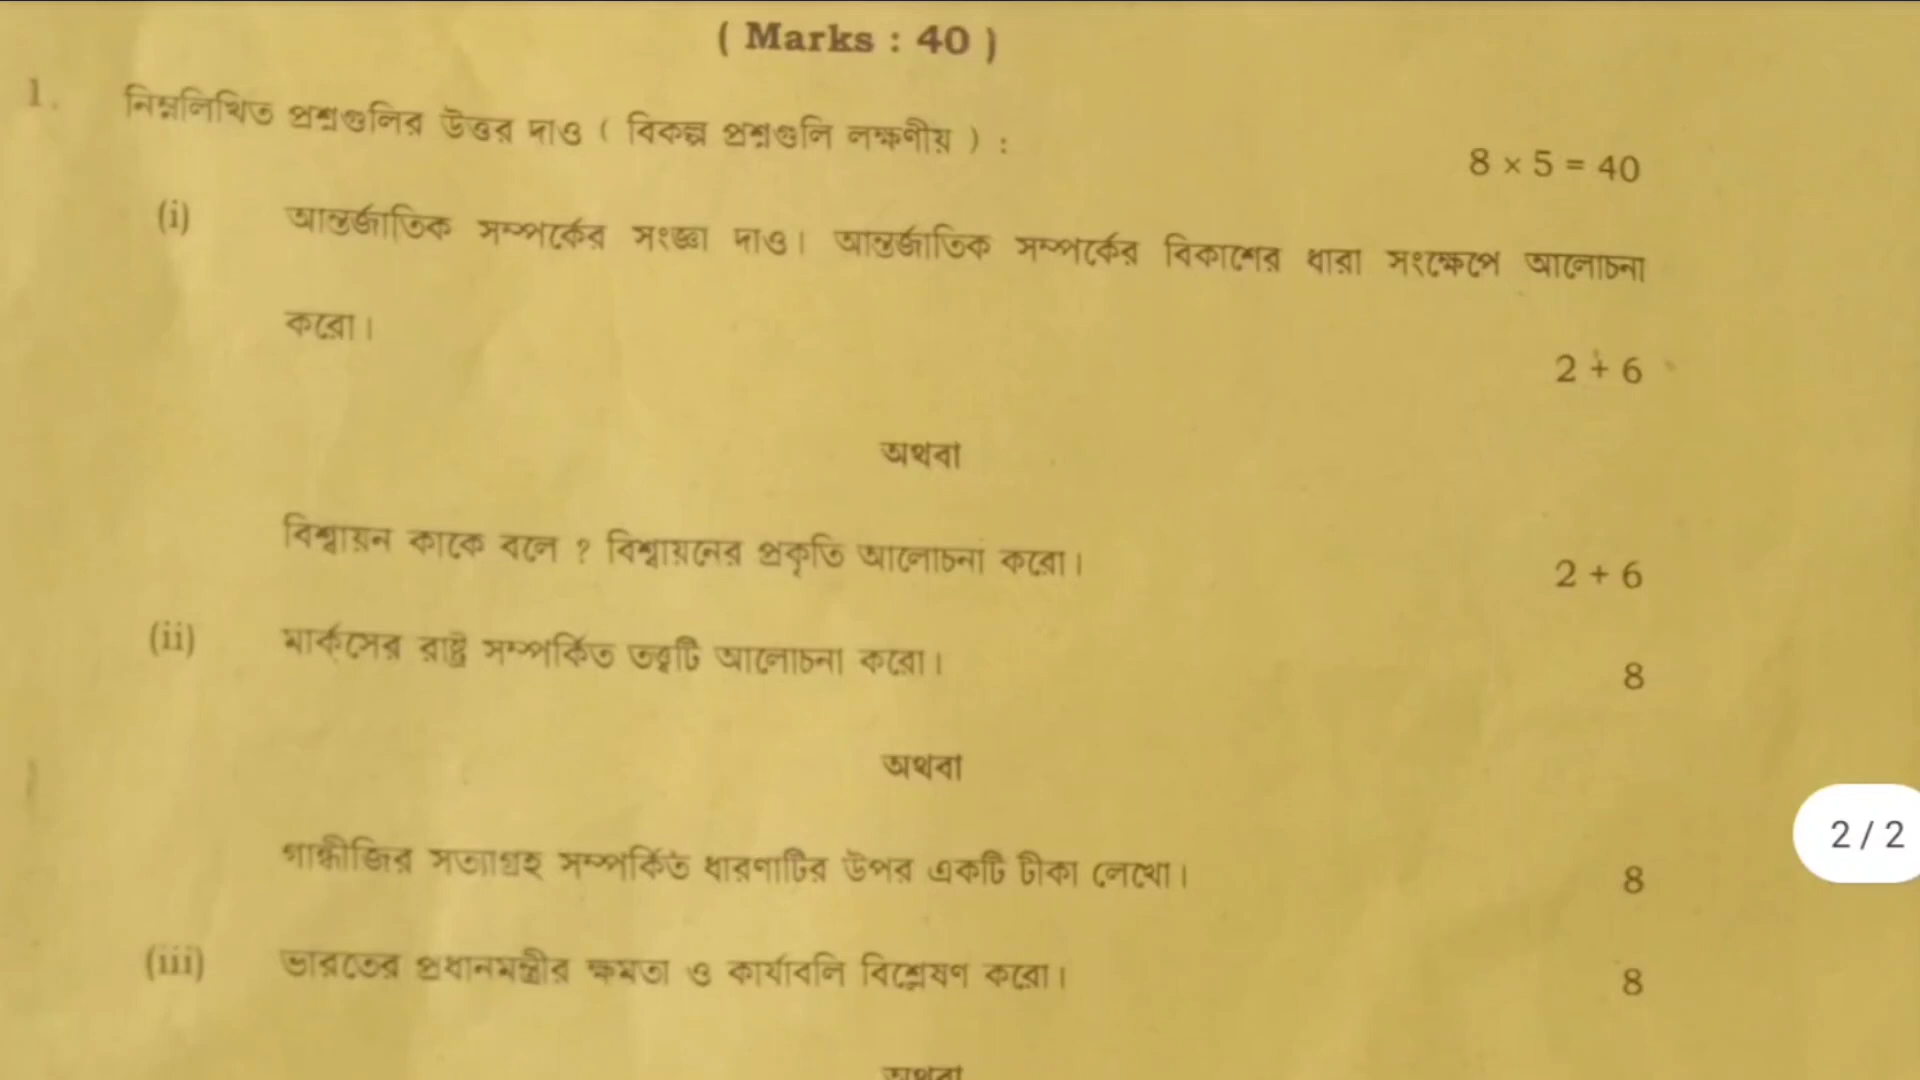 ( Marks : 40 )
1. নিম্নলিখিত প্রশ্নগুলির উত্তর দাও ( বিকল্প প্রশ্নগুলি লক্ষণীয় ) :
8 × 5 = 40
(i) আন্তর্জাতিক সম্পর্কের সংজ্ঞা দাও। আন্তর্জাতিক সম্পর্কের বিকাশের ধারা সংক্ষেপে আলোচনা
করো।
2 + 6
অথবা
বিশ্বায়ন কাকে বলে ? বিশ্বায়নের প্রকৃতি আলোচনা করো।
2 + 6
(ii) মার্কসের রাষ্ট্র সম্পর্কিত তত্ত্বটি আলোচনা করো।
8
অথবা
2 / 2
গান্ধীজির সত্যাগ্রহ সম্পর্কিত ধারণাটির উপর একটি টীকা লেখো।
8
(iii) ভারতের প্রধানমন্ত্রীর ক্ষমতা ও কার্যাবলি বিশ্লেষণ করো।
8
অথবা